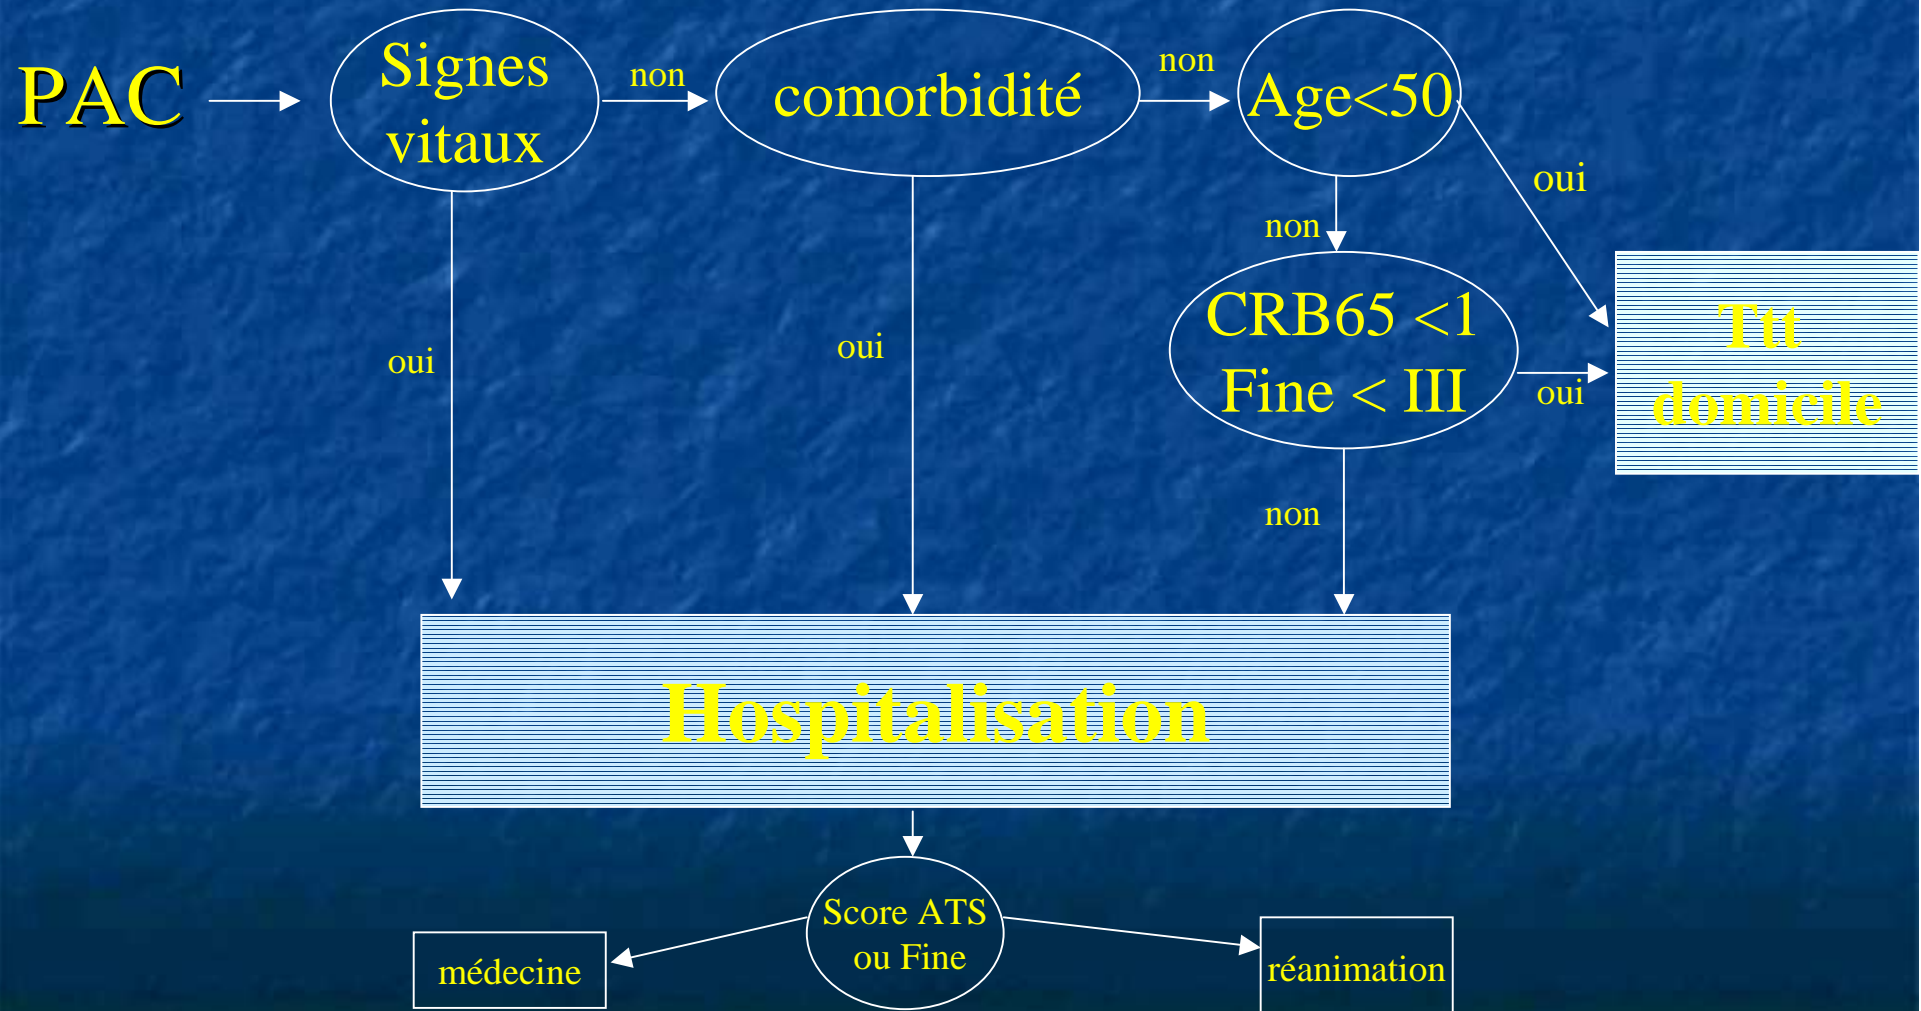 PAC
Signes
vitaux
non
comorbidité
non
Age<50
oui
non
CRB65 <1
Fine < III
oui
oui
oui
Ttt
domicile
non
Hospitalisation
Score ATS
ou Fine
médecine
réanimation